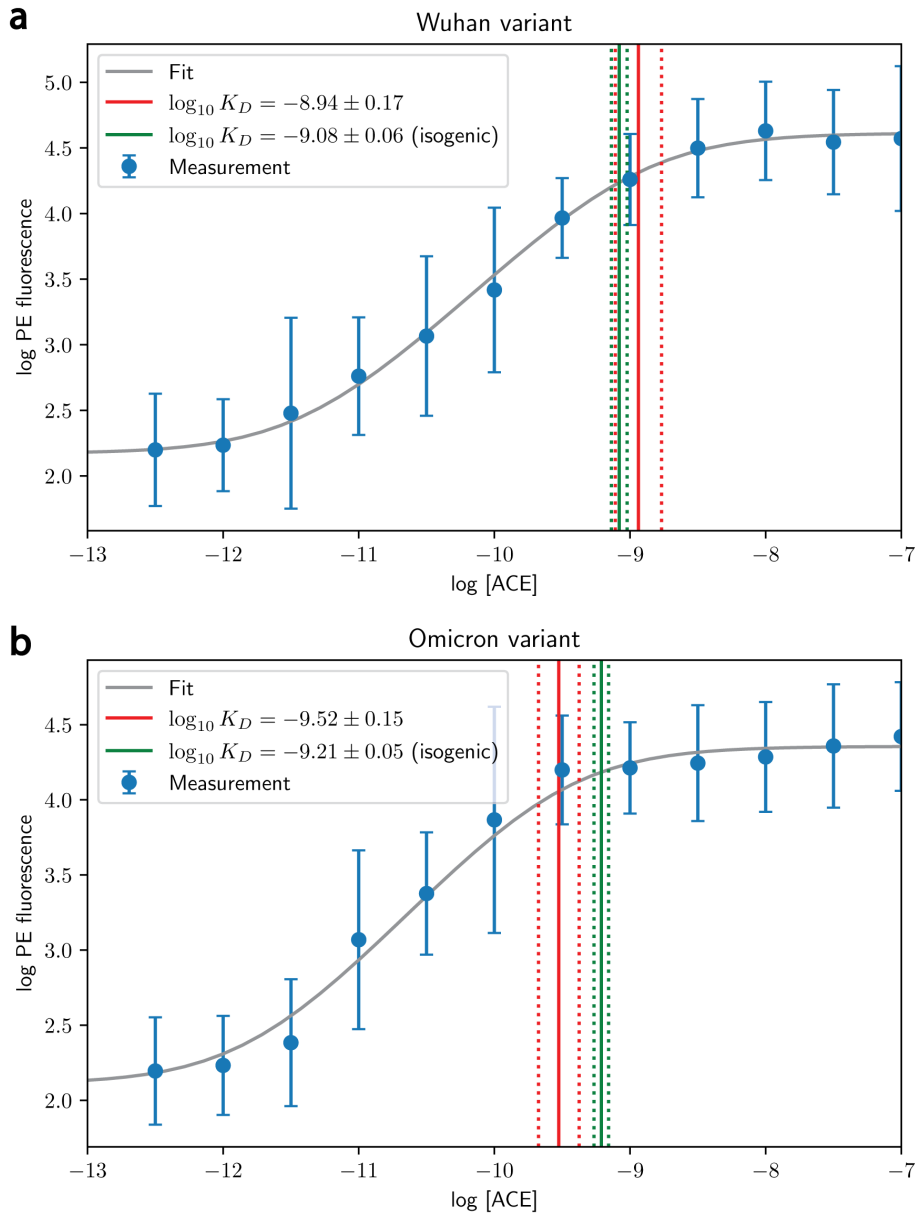 a
Wuhan variant
Fit
log₁₀ K_D = −8.94 ± 0.17
log₁₀ K_D = −9.08 ± 0.06 (isogenic)
Measurement
5.0
4.5
4.0
3.5
3.0
2.5
2.0
log PE fluorescence
−13 −12 −11 −10 −9 −8 −7
log [ACE]
b
Omicron variant
Fit
log₁₀ K_D = −9.52 ± 0.15
log₁₀ K_D = −9.21 ± 0.05 (isogenic)
Measurement
4.5
4.0
3.5
3.0
2.5
2.0
log PE fluorescence
−13 −12 −11 −10 −9 −8 −7
log [ACE]